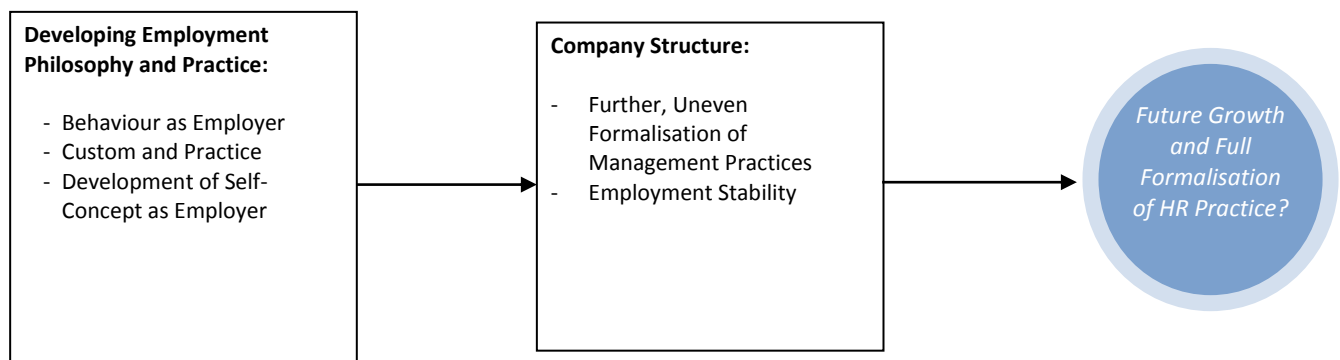 Developing Employment
Philosophy and Practice:
- Behaviour as Employer
- Custom and Practice
- Development of Self-
Concept as Employer
Company Structure:
- Further, Uneven
Formalisation of
Management Practices
- Employment Stability
Future Growth
and Full
Formalisation
of HR Practice?